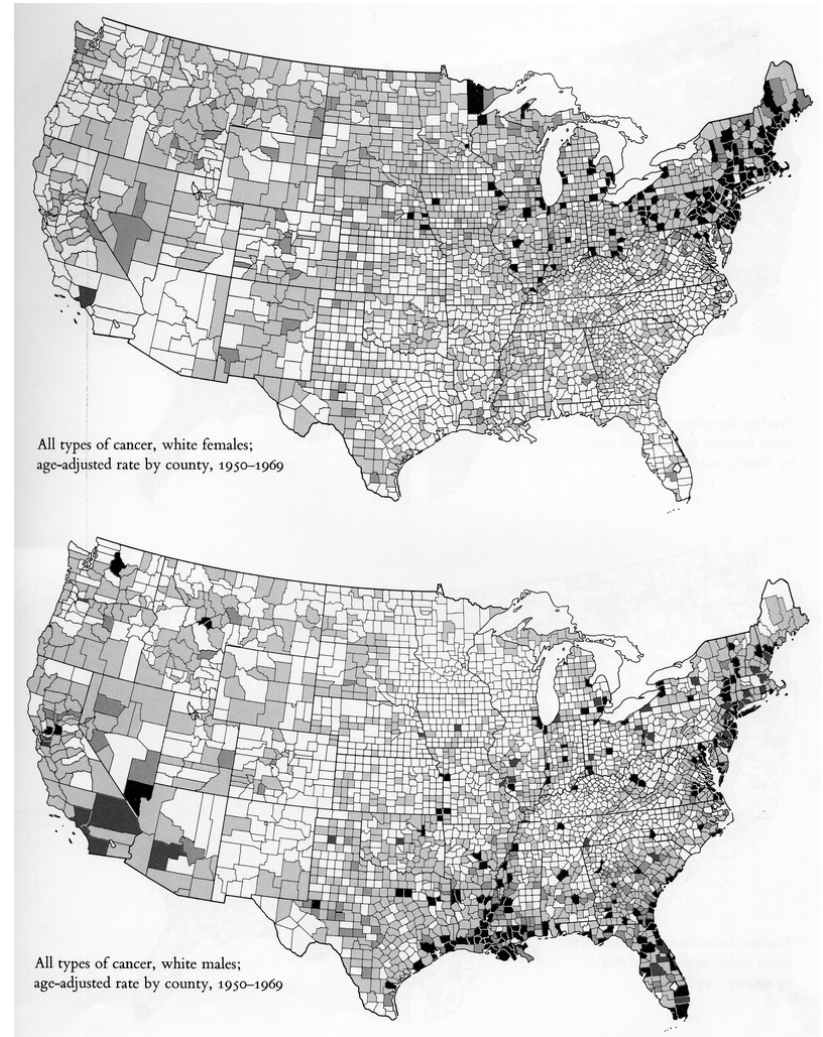 All types of cancer, white females;
age-adjusted rate by county, 1950–1969
All types of cancer, white males;
age-adjusted rate by county, 1950–1969